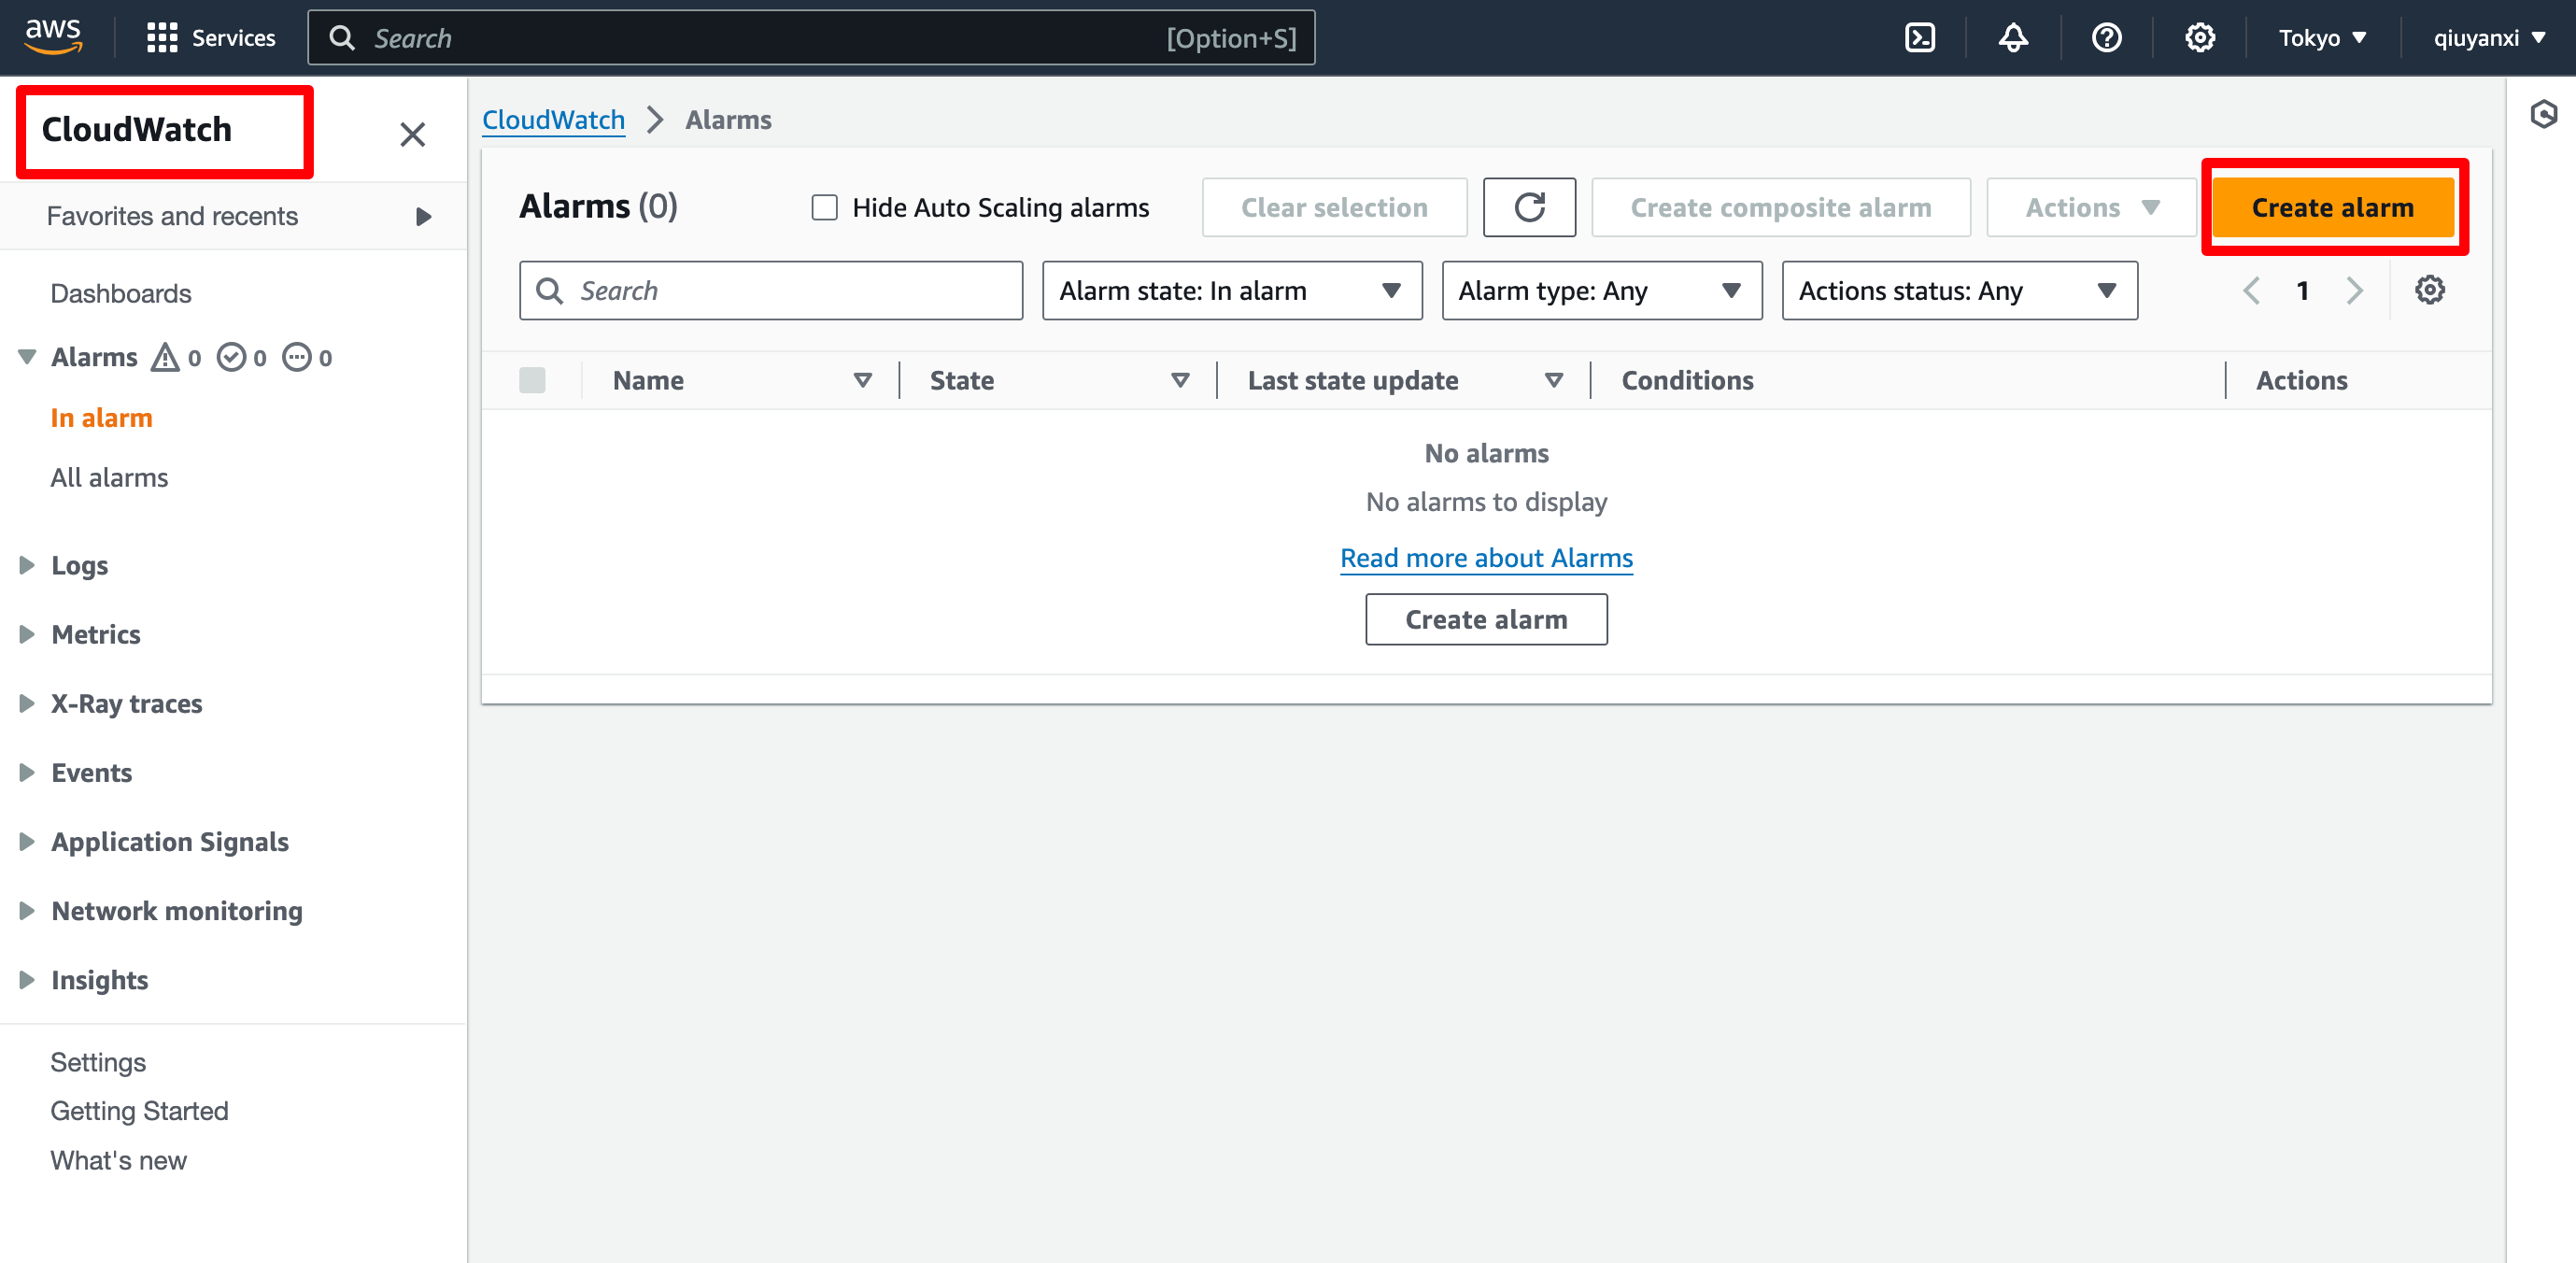 aws Services Search [Option+S] Tokyo qiuyanxi
CloudWatch
Favorites and recents
Dashboards
Alarms 0 0 0
In alarm
All alarms
Logs
Metrics
X-Ray traces
Events
Application Signals
Network monitoring
Insights
Settings
Getting Started
What's new
CloudWatch > Alarms
Alarms (0) Hide Auto Scaling alarms Clear selection Create composite alarm Actions Create alarm
Search Alarm state: In alarm Alarm type: Any Actions status: Any 1
Name State Last state update Conditions Actions
No alarms
No alarms to display
Read more about Alarms
Create alarm